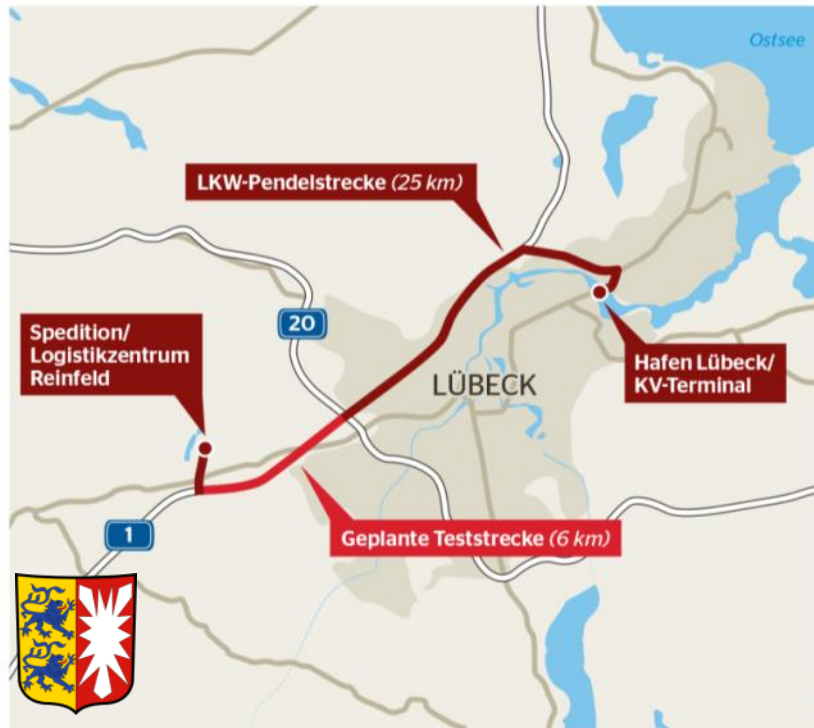 Ostsee
LKW-Pendelstrecke (25 km)
20
Spedition/
Logistikzentrum
Reinfeld
LÜBECK
Hafen Lübeck/
KV-Terminal
1
Geplante Teststrecke (6 km)